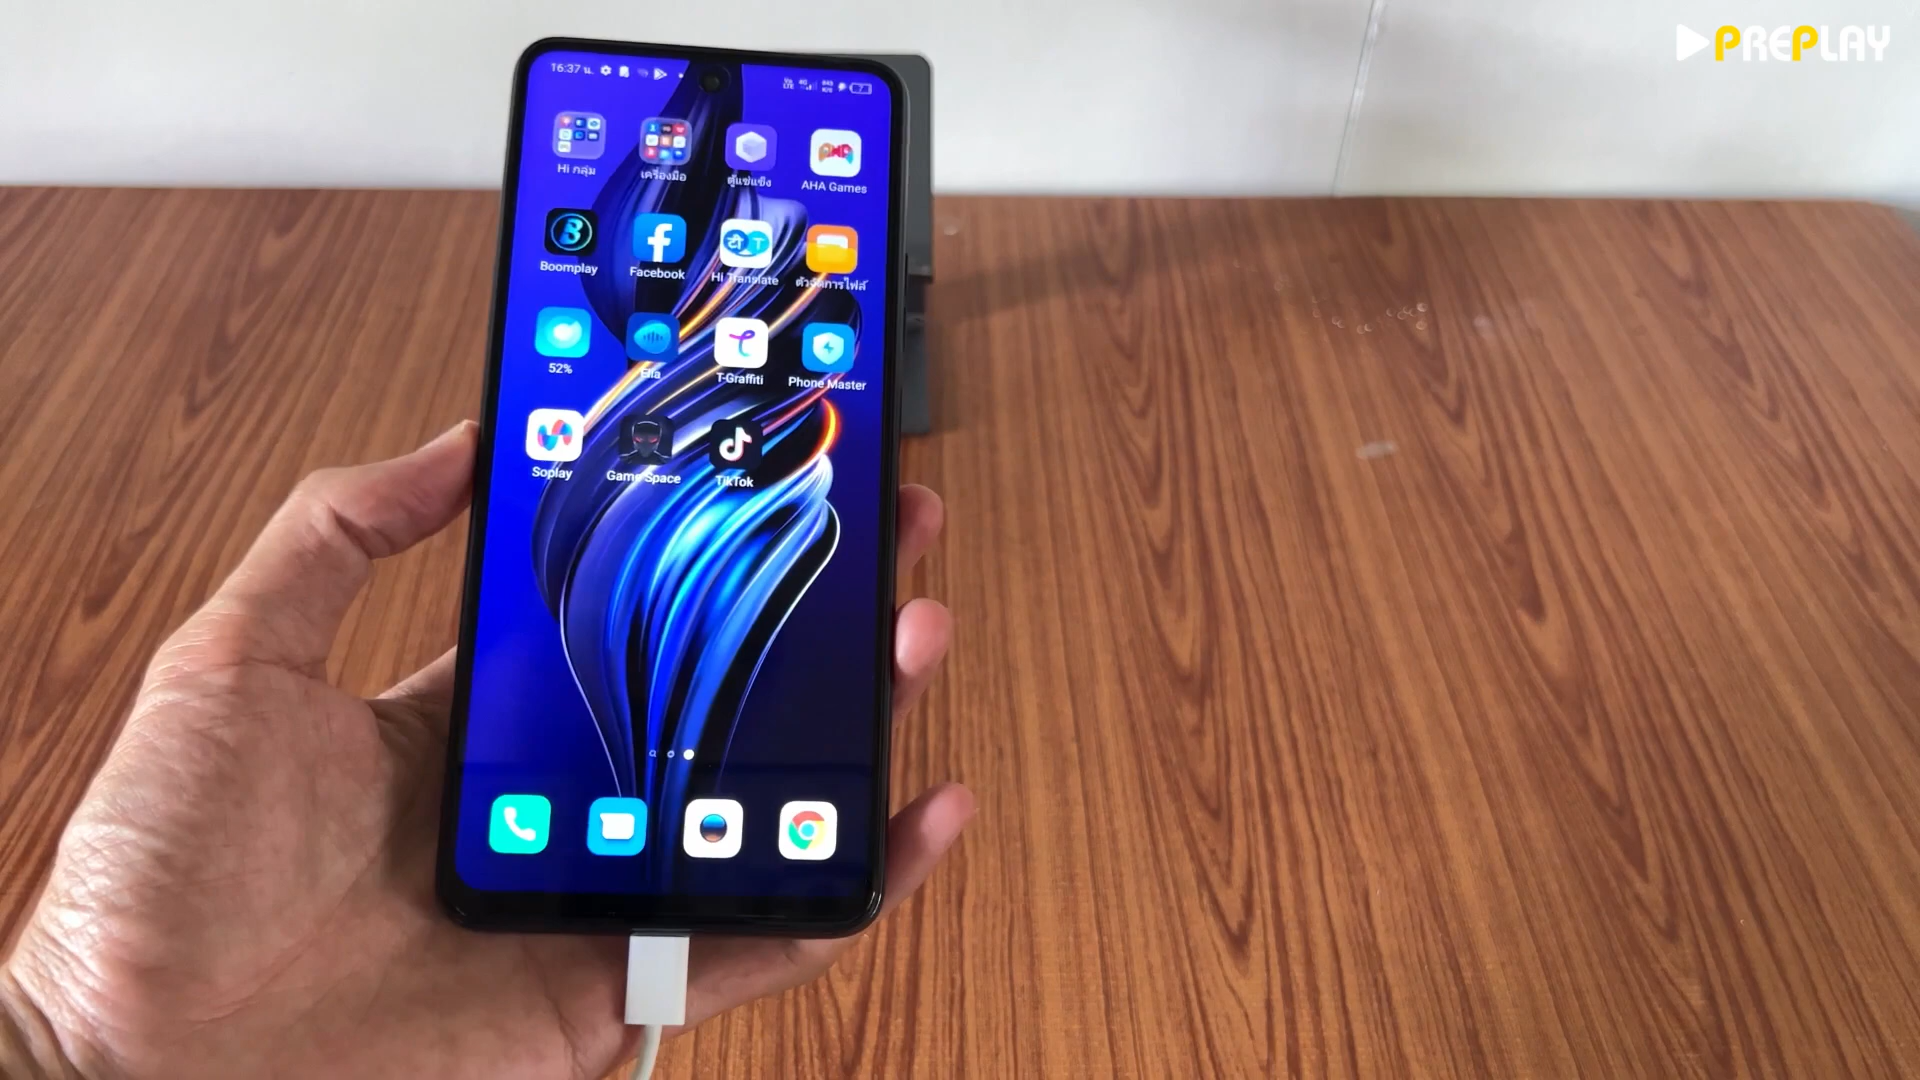 PREPLAY
16:37 น.
7
Hi กลุ่ม
เครื่องมือ
ตู้แช่แข็ง
AHA Games
Boomplay
Facebook
Hi Translate
ตัวจัดการไฟล์
52%
Ella
T-Graffiti
Phone Master
Soplay
Game Space
TikTok